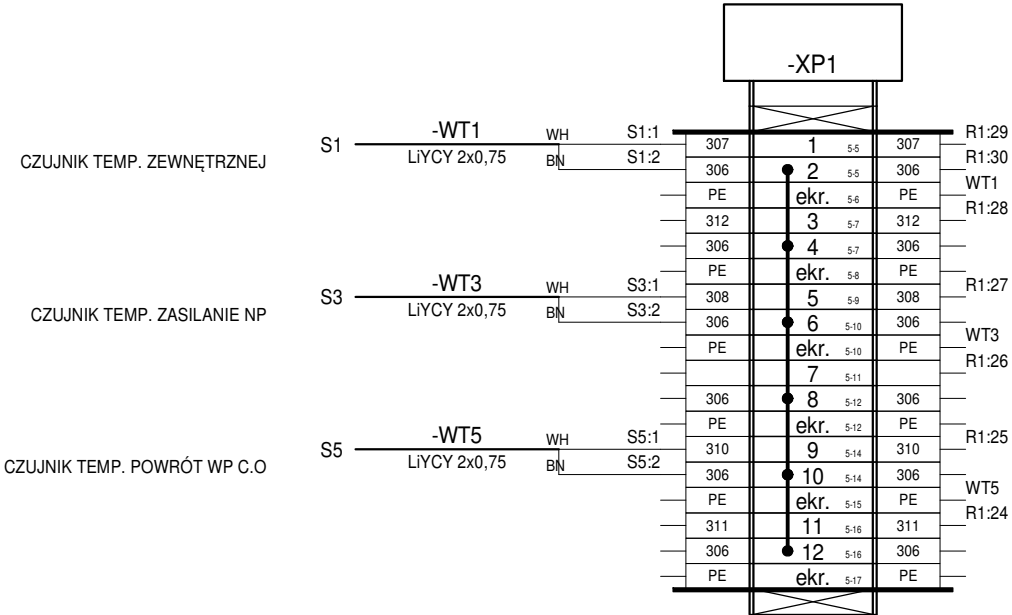 -XP1
-WT1 WH S1:1 R1:29
S1 307 1 5-5 307
CZUJNIK TEMP. ZEWNĘTRZNEJ LiYCY 2x0,75 BN S1:2 R1:30
306 2 5-5 306
WT1
PE ekr. 5-6 PE
R1:28
312 3 5-7 312
306 4 5-7 306
PE ekr. 5-8 PE
-WT3 WH S3:1 R1:27
S3 308 5 5-9 308
CZUJNIK TEMP. ZASILANIE NP LiYCY 2x0,75 BN S3:2
306 6 5-10 306
WT3
PE ekr. 5-10 PE
R1:26
7 5-11
306 8 5-12 306
PE ekr. 5-12 PE
-WT5 WH S5:1 R1:25
S5 310 9 5-14 310
CZUJNIK TEMP. POWRÓT WP C.O LiYCY 2x0,75 BN S5:2
306 10 5-14 306
WT5
PE ekr. 5-15 PE
R1:24
311 11 5-16 311
306 12 5-16 306
PE ekr. 5-17 PE